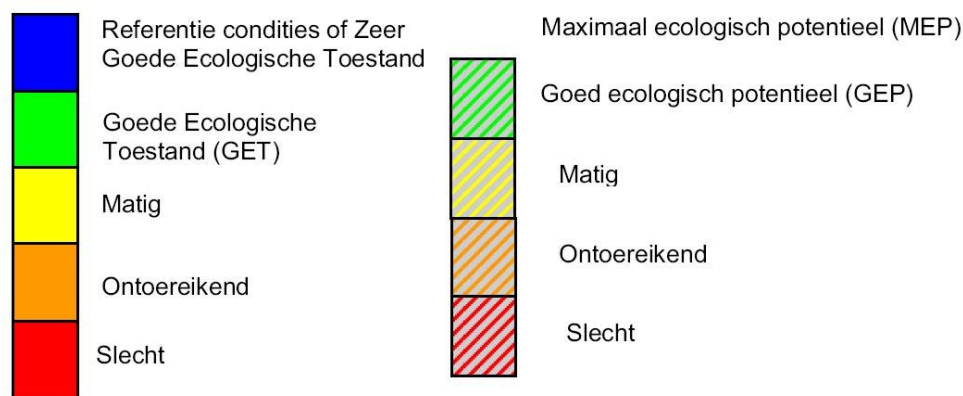 Referentie condities of Zeer
Goede Ecologische Toestand
Goede Ecologische
Toestand (GET)
Matig
Ontoereikend
Slecht
Maximaal ecologisch potentieel (MEP)
Goed ecologisch potentieel (GEP)
Matig
Ontoereikend
Slecht